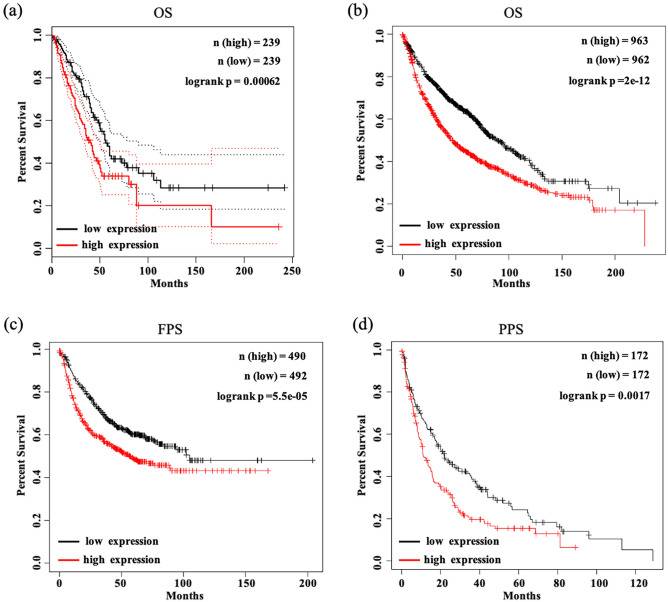 (a)
OS
n (high) = 239
n (low) = 239
logrank p = 0.00062
Percent Survival
1.0
0.8
0.6
0.4
0.2
0.0
low expression
high expression
0 50 100 150 200 250
Months
(b)
OS
n (high) = 963
n (low) = 962
logrank p =2e-12
Percent Survival
1.0
0.8
0.6
0.4
0.2
0.0
low expression
high expression
0 50 100 150 200
Months
(c)
FPS
n (high) = 490
n (low) = 492
logrank p =5.5e-05
Percent Survival
1.0
0.8
0.6
0.4
0.2
0.0
low expression
high expression
0 50 100 150 200
Months
(d)
PPS
n (high) = 172
n (low) = 172
logrank p = 0.0017
Percent Survival
1.0
0.8
0.6
0.4
0.2
0.0
low expression
high expression
0 20 40 60 80 100 120
Months